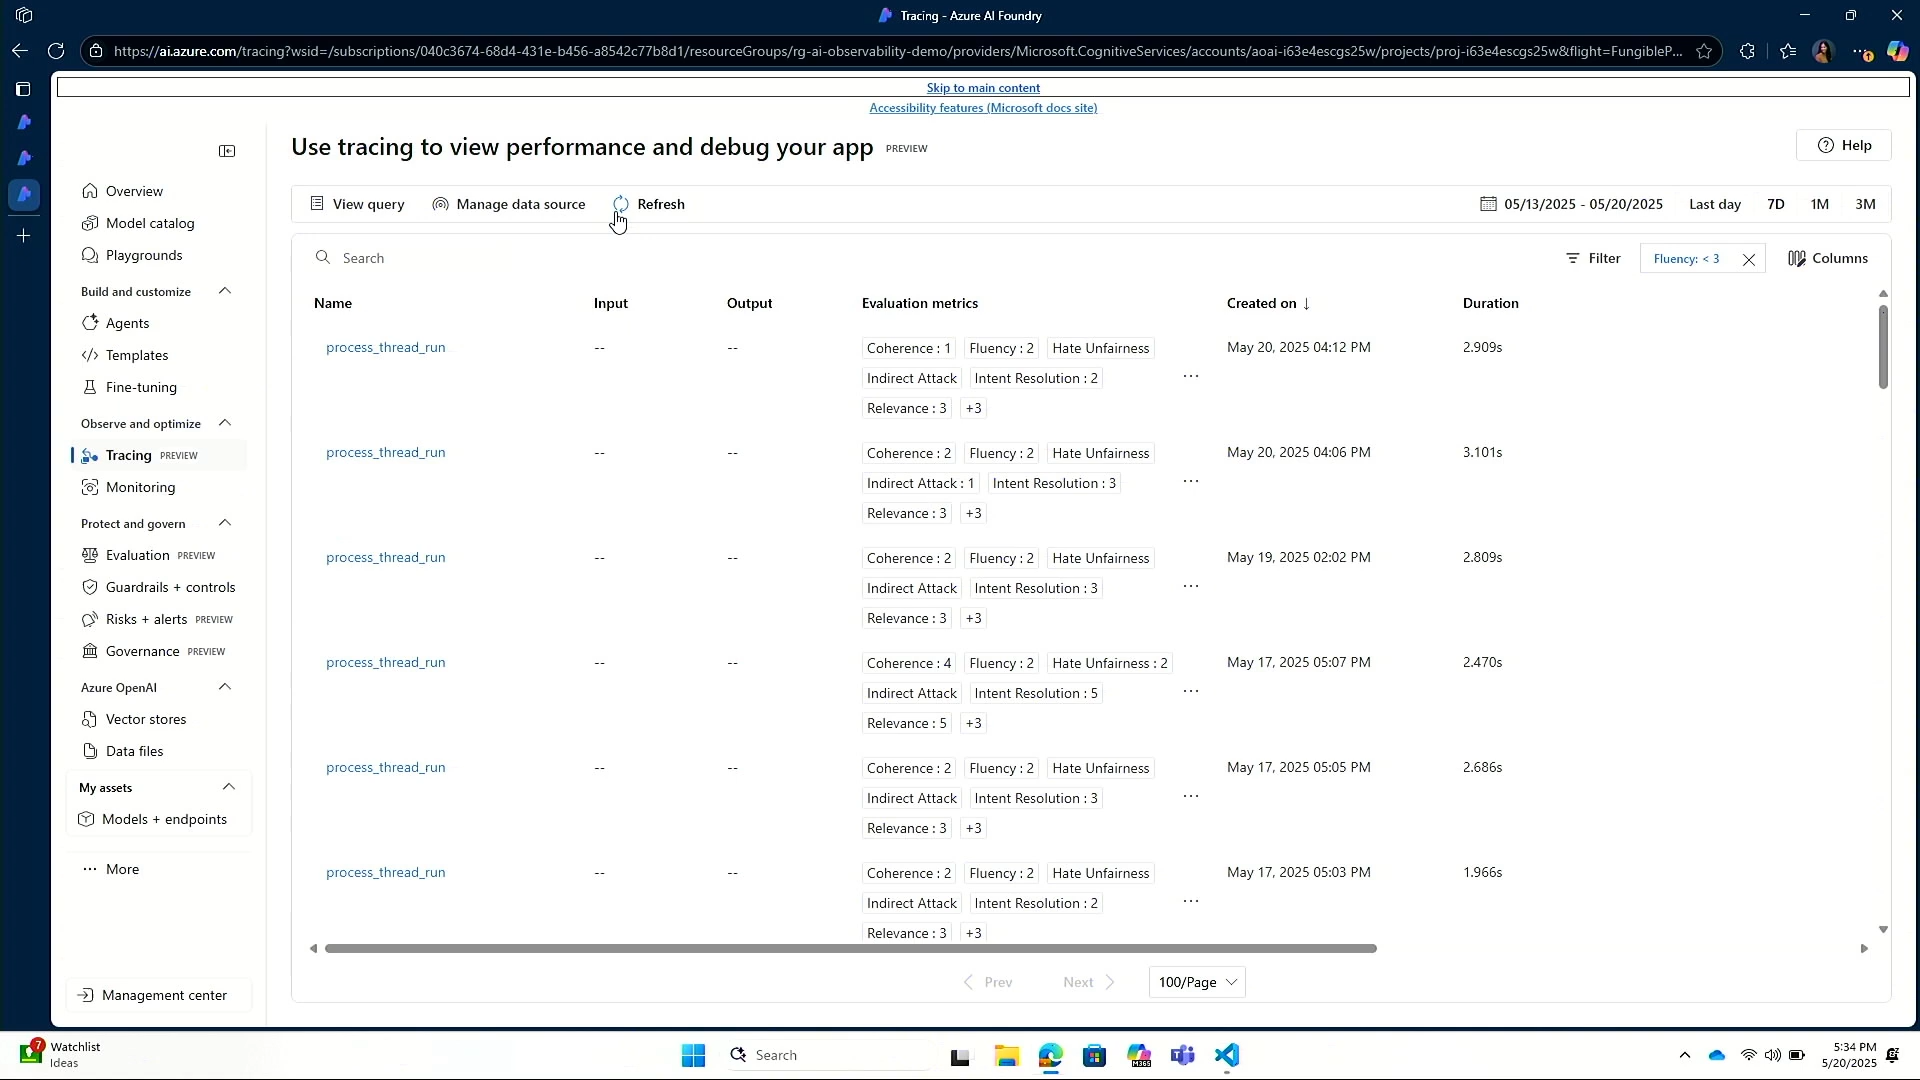 Tracing - Azure AI Foundry
https://ai.azure.com/tracing?wsid=/subscriptions/040c3674-68d4-431e-b456-a8542c77b8d1/resourceGroups/rg-ai-observability-demo/providers/Microsoft.CognitiveServices/accounts/aoai-i63e4escgs25w/projects/proj-i63e4escgs25w&flight=FungibleP...
Skip to main content
Accessibility features (Microsoft docs site)
Use tracing to view performance and debug your app PREVIEW
Help
Overview
Model catalog
Playgrounds
Build and customize
Agents
Templates
Fine-tuning
Observe and optimize
Tracing PREVIEW
Monitoring
Protect and govern
Evaluation PREVIEW
Guardrails + controls
Risks + alerts PREVIEW
Governance PREVIEW
Azure OpenAI
Vector stores
Data files
My assets
Models + endpoints
More
Management center
View query Manage data source Refresh 05/13/2025 - 05/20/2025 Last day 7D 1M 3M
Search Filter Fluency: < 3 Columns
Name Input Output Evaluation metrics Created on ↓ Duration
process_thread_run -- -- Coherence : 1 Fluency : 2 Hate Unfairness May 20, 2025 04:12 PM 2.909s
Indirect Attack Intent Resolution : 2 ...
Relevance : 3 +3
process_thread_run -- -- Coherence : 2 Fluency : 2 Hate Unfairness May 20, 2025 04:06 PM 3.101s
Indirect Attack : 1 Intent Resolution : 3 ...
Relevance : 3 +3
process_thread_run -- -- Coherence : 2 Fluency : 2 Hate Unfairness May 19, 2025 02:02 PM 2.809s
Indirect Attack Intent Resolution : 3 ...
Relevance : 3 +3
process_thread_run -- -- Coherence : 4 Fluency : 2 Hate Unfairness : 2 May 17, 2025 05:07 PM 2.470s
Indirect Attack Intent Resolution : 5 ...
Relevance : 5 +3
process_thread_run -- -- Coherence : 2 Fluency : 2 Hate Unfairness May 17, 2025 05:05 PM 2.686s
Indirect Attack Intent Resolution : 3 ...
Relevance : 3 +3
process_thread_run -- -- Coherence : 2 Fluency : 2 Hate Unfairness May 17, 2025 05:03 PM 1.966s
Indirect Attack Intent Resolution : 2 ...
Relevance : 3 +3
Prev Next 100/Page
7 Watchlist
Ideas
Search
M365
5:34 PM
5/20/2025